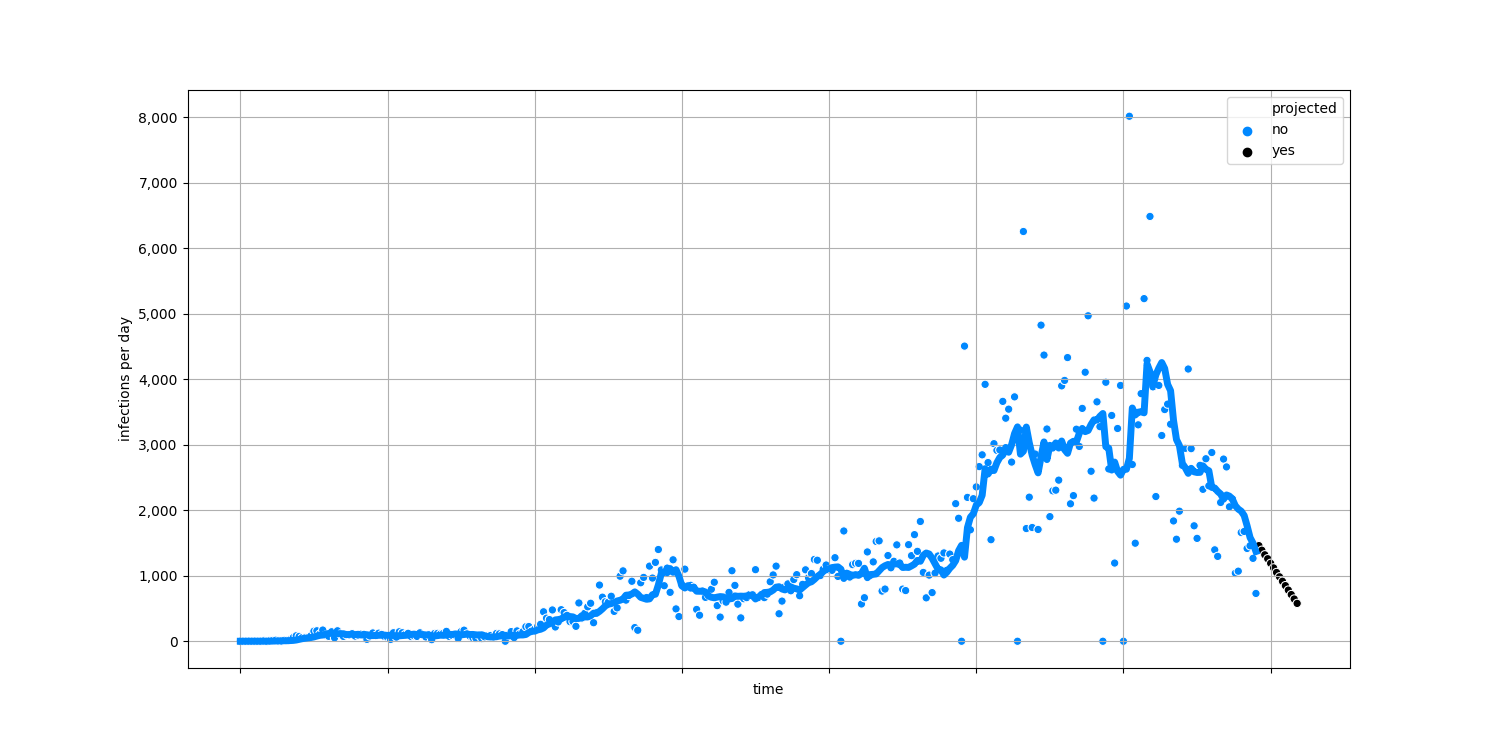 projected
no
yes
8,000
7,000
6,000
5,000
4,000
3,000
2,000
1,000
0
infections per day
time